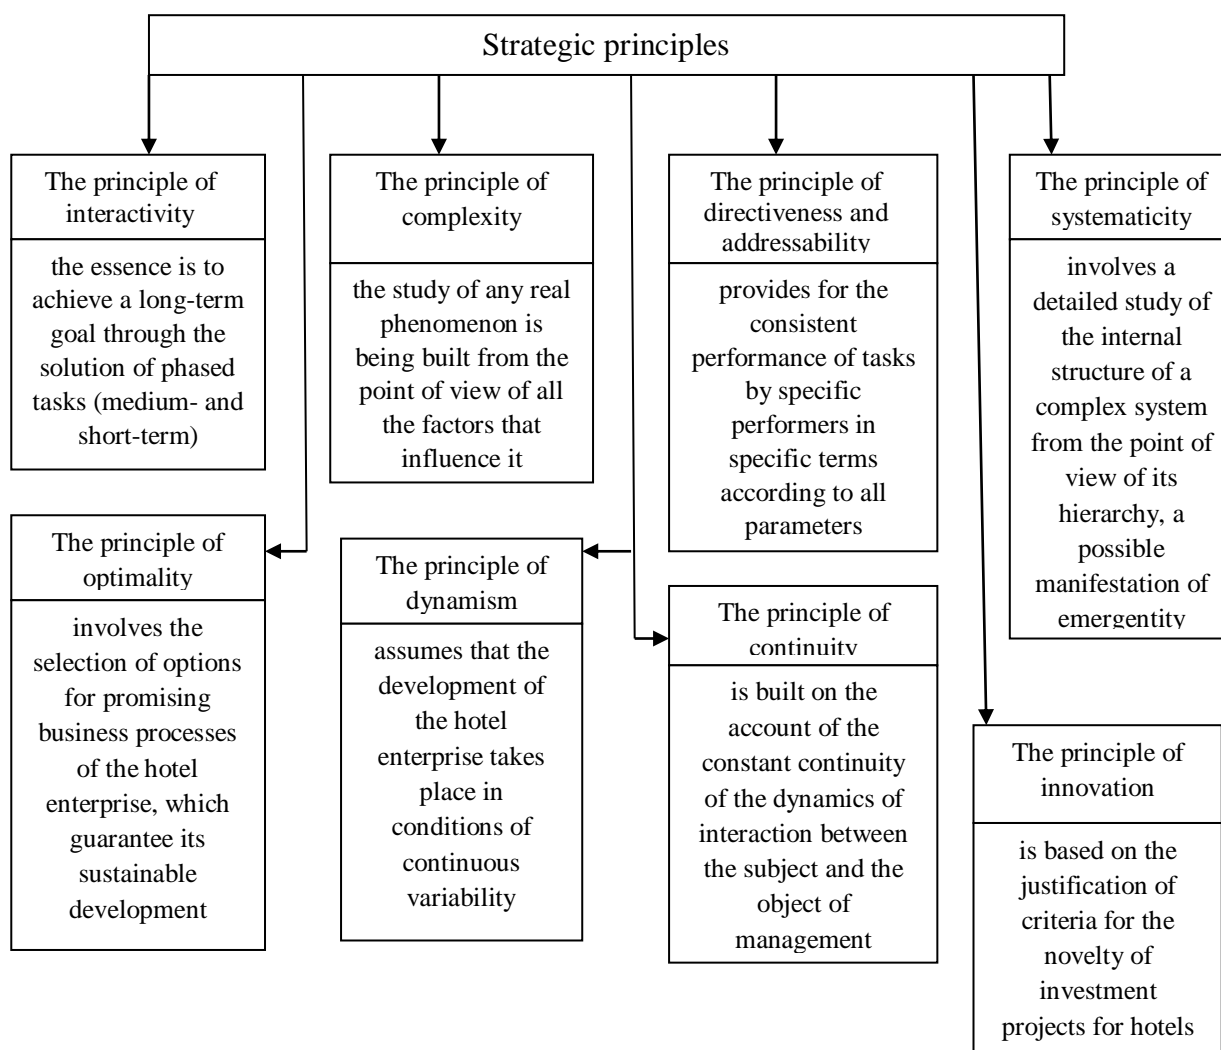 Strategic principles
The principle of
interactivity
the essence is to
achieve a long-term
goal through the
solution of phased
tasks (medium- and
short-term)
The principle of
complexity
the study of any real
phenomenon is
being built from the
point of view of all
the factors that
influence it
The principle of
directiveness and
addressability
provides for the
consistent
performance of tasks
by specific
performers in
specific terms
according to all
parameters
The principle of
systematicity
involves a
detailed study of
the internal
structure of a
complex system
from the point of
view of its
hierarchy, a
possible
manifestation of
emergentity
The principle of
optimality
involves the
selection of options
for promising
business processes
of the hotel
enterprise, which
guarantee its
sustainable
development
The principle of
dynamism
assumes that the
development of
the hotel
enterprise takes
place in
conditions of
continuous
variability
The principle of
continuity
is built on the
account of the
constant continuity
of the dynamics of
interaction between
the subject and the
object of
management
The principle of
innovation
is based on the
justification of
criteria for the
novelty of
investment
projects for hotels